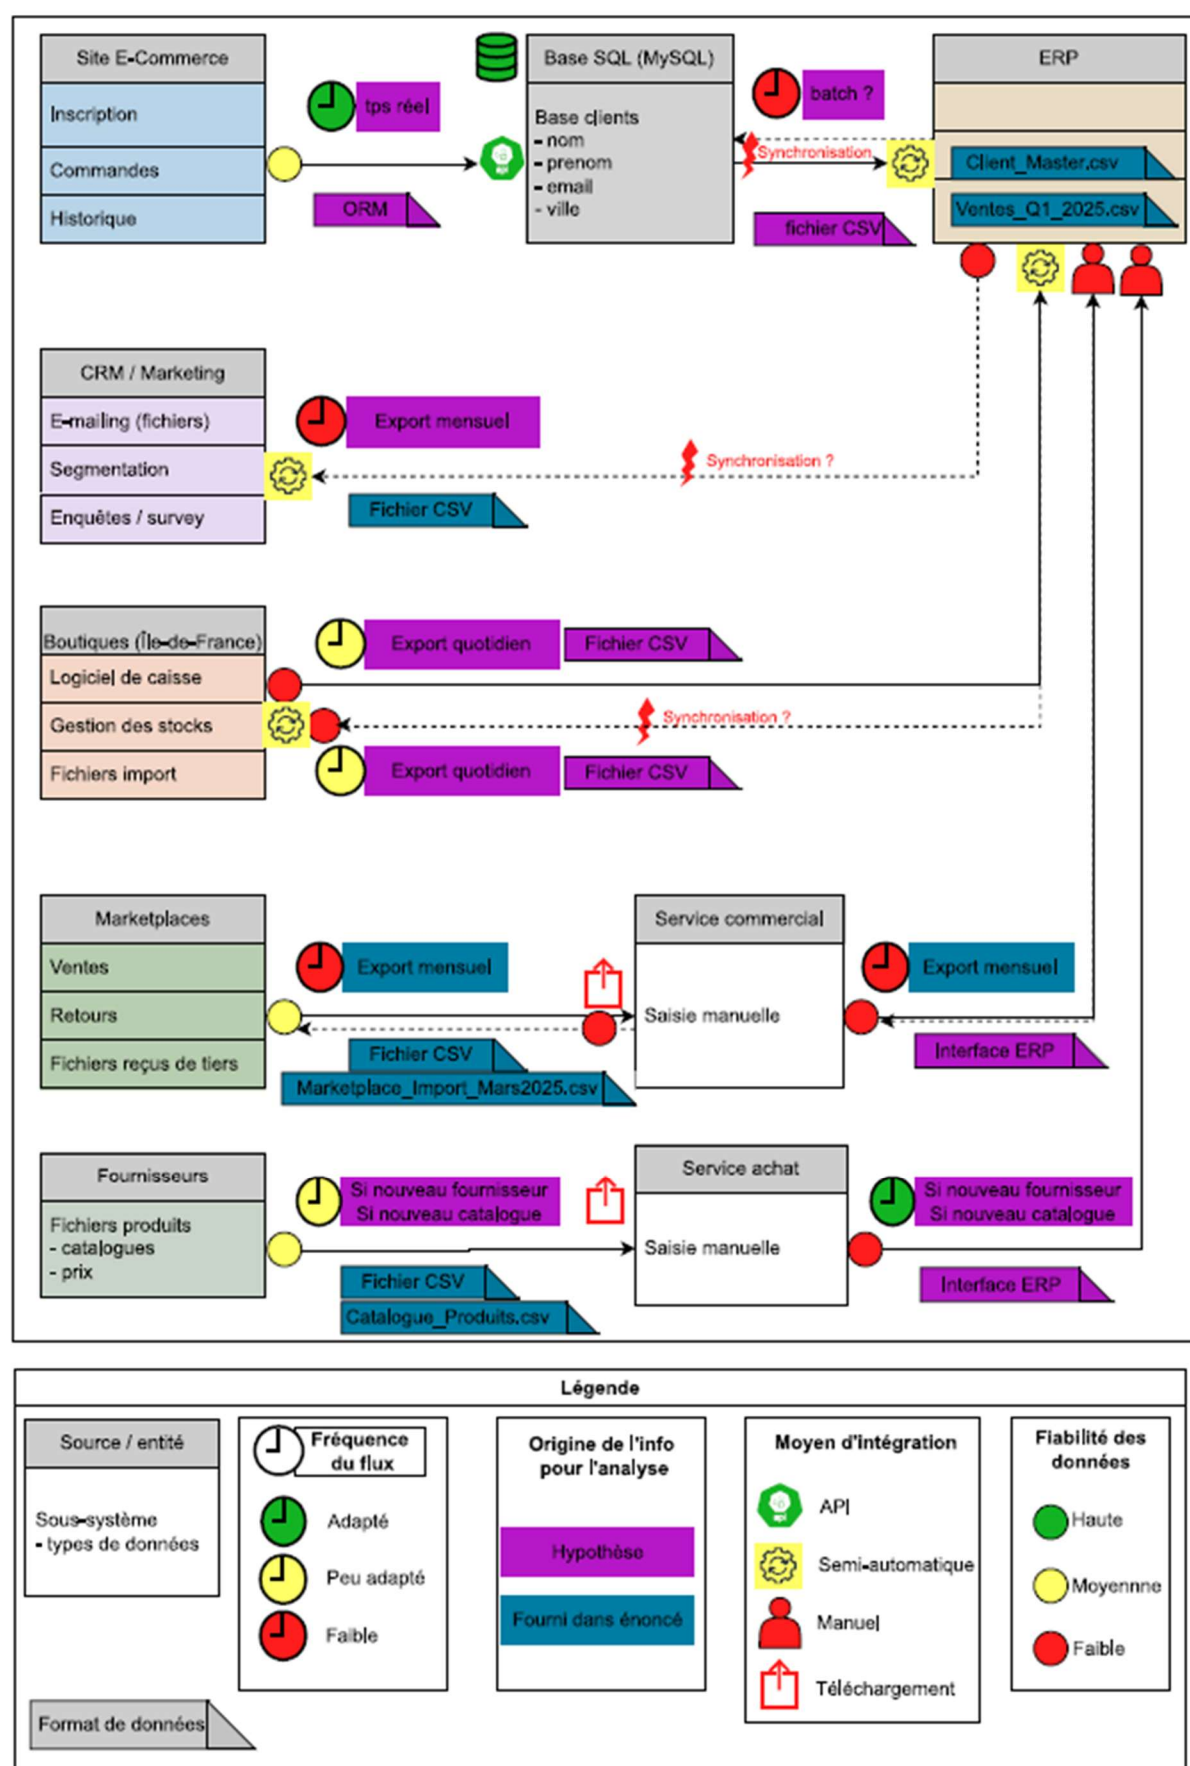 Site E-Commerce
Inscription
Commandes
Historique
tps réel
ORM
api
Base SQL (MySQL)
Base clients
- nom
- prenom
- email
- ville
batch ?
Synchronisation
fichier CSV
ERP
Client_Master.csv
Ventes_Q1_2025.csv
CRM / Marketing
E-mailing (fichiers)
Segmentation
Enquêtes / survey
Export mensuel
Fichier CSV
Synchronisation ?
Boutiques (Île-de-France)
Logiciel de caisse
Gestion des stocks
Fichiers import
Export quotidien
Fichier CSV
Synchronisation ?
Export quotidien
Fichier CSV
Marketplaces
Ventes
Retours
Fichiers reçus de tiers
Export mensuel
Fichier CSV
Marketplace_Import_Mars2025.csv
Service commercial
Saisie manuelle
Export mensuel
Interface ERP
Fournisseurs
Fichiers produits
- catalogues
- prix
Si nouveau fournisseur
Si nouveau catalogue
Fichier CSV
Catalogue_Produits.csv
Service achat
Saisie manuelle
Si nouveau fournisseur
Si nouveau catalogue
Interface ERP
Légende
Source / entité
Sous-système
- types de données
Format de données
Fréquence
du flux
Adapté
Peu adapté
Faible
Origine de l'info
pour l'analyse
Hypothèse
Fourni dans énoncé
Moyen d'intégration
api
API
Semi-automatique
Manuel
Téléchargement
Fiabilité des
données
Haute
Moyennne
Faible